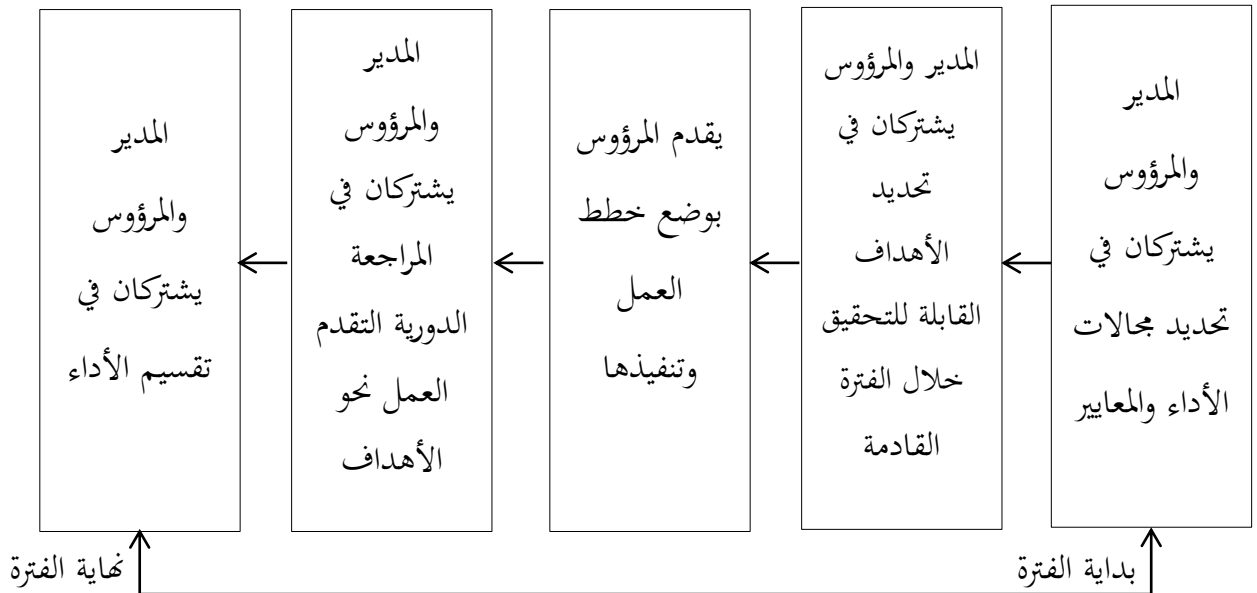 المدير
والمرؤوس
يشتركان في
تحديد مجالات
الأداء والمعايير
المدير والمرؤوس
يشتركان في
تحديد
الأهداف
القابلة للتحقيق
خلال الفترة
القادمة
يقدم المرؤوس
بوضع خطط
العمل
وتنفيذها
المدير
والمرؤوس
يشتركان في
المراجعة
الدورية التقدم
العمل نحو
الأهداف
المدير
والمرؤوس
يشتركان في
تقسيم الأداء
بداية الفترة
نهاية الفترة